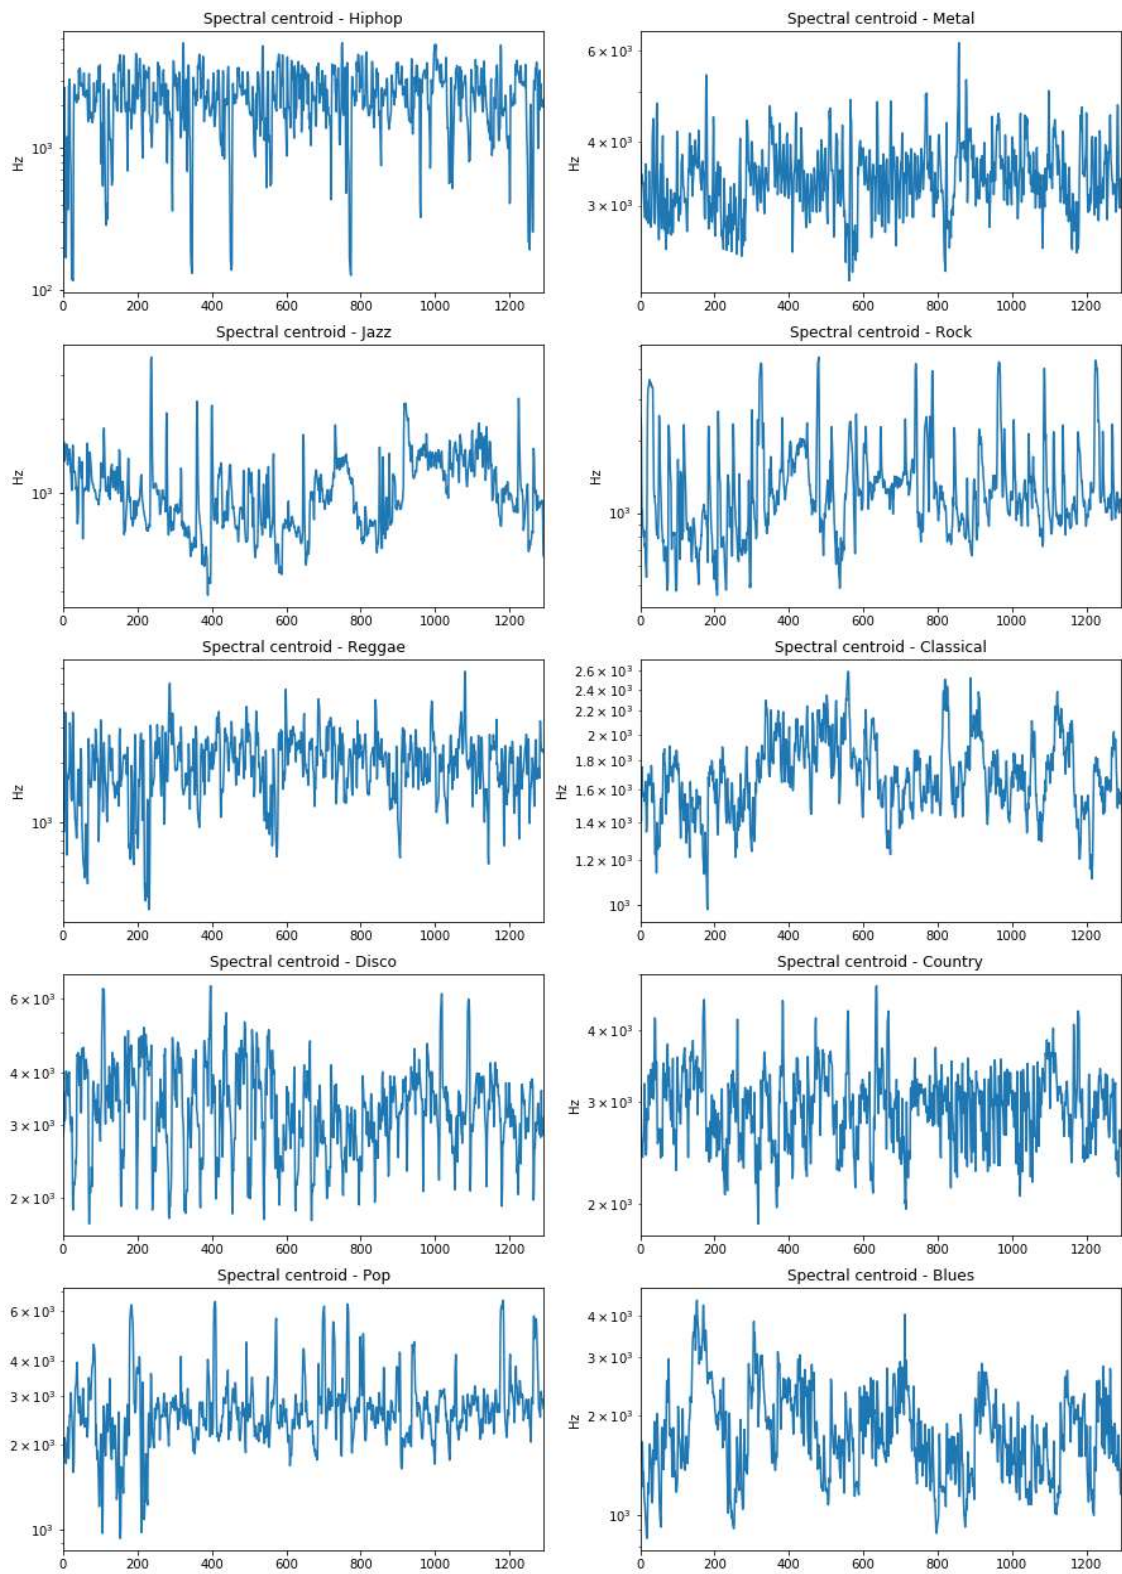 Spectral centroid - Hiphop
Hz
10³
10²
0 200 400 600 800 1000 1200
Spectral centroid - Metal
Hz
6 × 10³
4 × 10³
3 × 10³
0 200 400 600 800 1000 1200
Spectral centroid - Jazz
Hz
10³
0 200 400 600 800 1000 1200
Spectral centroid - Rock
Hz
10³
0 200 400 600 800 1000 1200
Spectral centroid - Reggae
Hz
10³
0 200 400 600 800 1000 1200
Spectral centroid - Classical
Hz
2.6 × 10³
2.4 × 10³
2.2 × 10³
2 × 10³
1.8 × 10³
1.6 × 10³
1.4 × 10³
1.2 × 10³
10³
0 200 400 600 800 1000 1200
Spectral centroid - Disco
6 × 10³
4 × 10³
3 × 10³
2 × 10³
0 200 400 600 800 1000 1200
Spectral centroid - Country
Hz
4 × 10³
3 × 10³
2 × 10³
0 200 400 600 800 1000 1200
Spectral centroid - Pop
6 × 10³
4 × 10³
3 × 10³
2 × 10³
10³
0 200 400 600 800 1000 1200
Spectral centroid - Blues
Hz
4 × 10³
3 × 10³
2 × 10³
10³
0 200 400 600 800 1000 1200